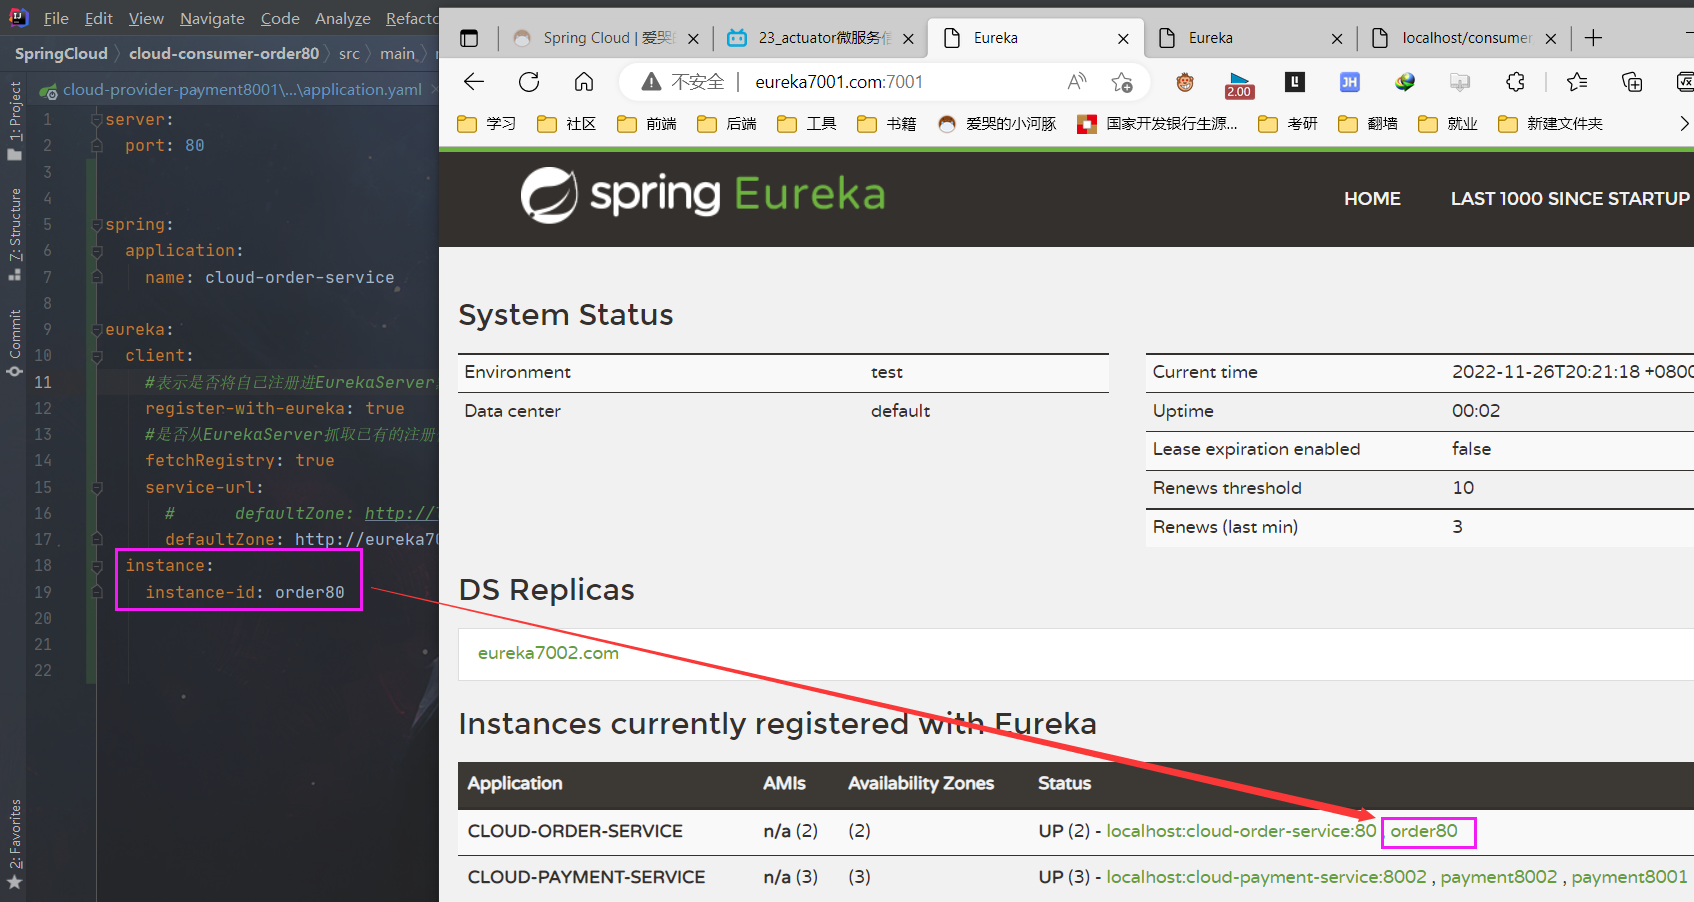 File Edit View Navigate Code Analyze Refacto
SpringCloud cloud-consumer-order80 src main
cloud-provider-payment8001\...\application.yaml
1: Project
7: Structure
Commit
2: Favorites
1 server:
2 port: 80
3
4
5 spring:
6 application:
7 name: cloud-order-service
8
9 eureka:
10 client:
11 #表示是否将自己注册进EurekaServer
12 register-with-eureka: true
13 #是否从EurekaServer抓取已有的注册
14 fetchRegistry: true
15 service-url:
16 # defaultZone: http://
17 defaultZone: http://eureka70
18 instance:
19 instance-id: order80
20
21
22
Spring Cloud | 爱哭
23_actuator微服务信
Eureka
Eureka
localhost/consumer
不安全 eureka7001.com:7001
2.00
JH
学习 社区 前端 后端 工具 书籍 爱哭的小河豚 国家开发银行生源... 考研 翻墙 就业 新建文件夹
spring Eureka
HOME LAST 1000 SINCE STARTUP
System Status
Environment test
Data center default
Current time 2022-11-26T20:21:18 +0800
Uptime 00:02
Lease expiration enabled false
Renews threshold 10
Renews (last min) 3
DS Replicas
eureka7002.com
Instances currently registered with Eureka
Application AMIs Availability Zones Status
CLOUD-ORDER-SERVICE n/a (2) (2) UP (2) - localhost:cloud-order-service:80 order80
CLOUD-PAYMENT-SERVICE n/a (3) (3) UP (3) - localhost:cloud-payment-service:8002 , payment8002 , payment8001